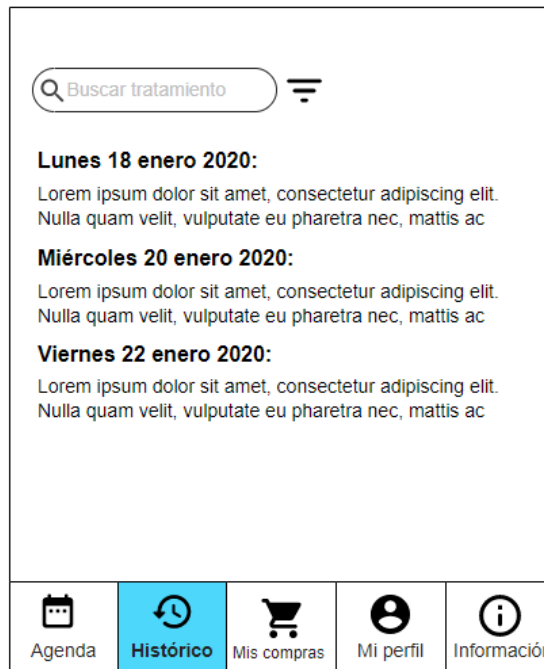 Buscar tratamiento
Lunes 18 enero 2020:
Lorem ipsum dolor sit amet, consectetur adipiscing elit.
Nulla quam velit, vulputate eu pharetra nec, mattis ac
Miércoles 20 enero 2020:
Lorem ipsum dolor sit amet, consectetur adipiscing elit.
Nulla quam velit, vulputate eu pharetra nec, mattis ac
Viernes 22 enero 2020:
Lorem ipsum dolor sit amet, consectetur adipiscing elit.
Nulla quam velit, vulputate eu pharetra nec, mattis ac
Agenda
Histórico
Mis compras
Mi perfil
Información